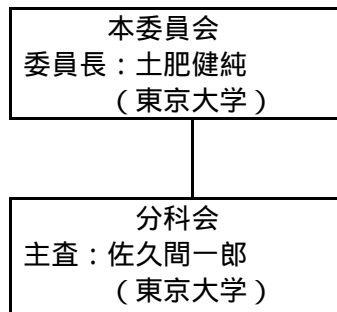 本委員会
委員長：土肥健純
（東京大学）
分科会
主査：佐久間一郎
（東京大学）